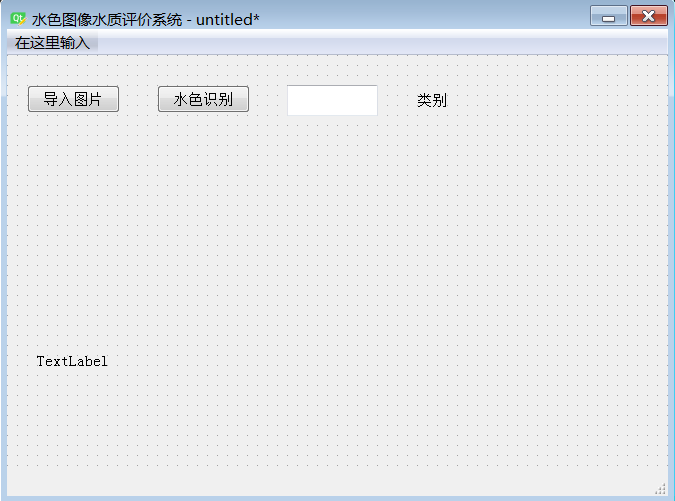 水色图像水质评价系统 - untitled*
在这里输入
导入图片 水色识别 类别
TextLabel